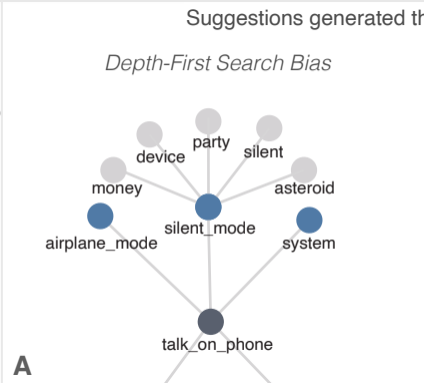 Suggestions generated th
Depth-First Search Bias
party
device
silent
money
asteroid
silent_mode
airplane_mode
system
talk_on_phone
A